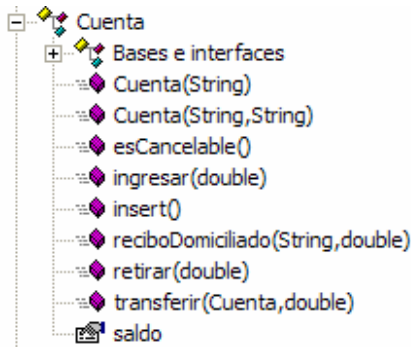 Cuenta
Bases e interfaces
Cuenta(String)
Cuenta(String,String)
esCancelable()
ingresar(double)
insert()
reciboDomiciliado(String,double)
retirar(double)
transferir(Cuenta,double)
saldo